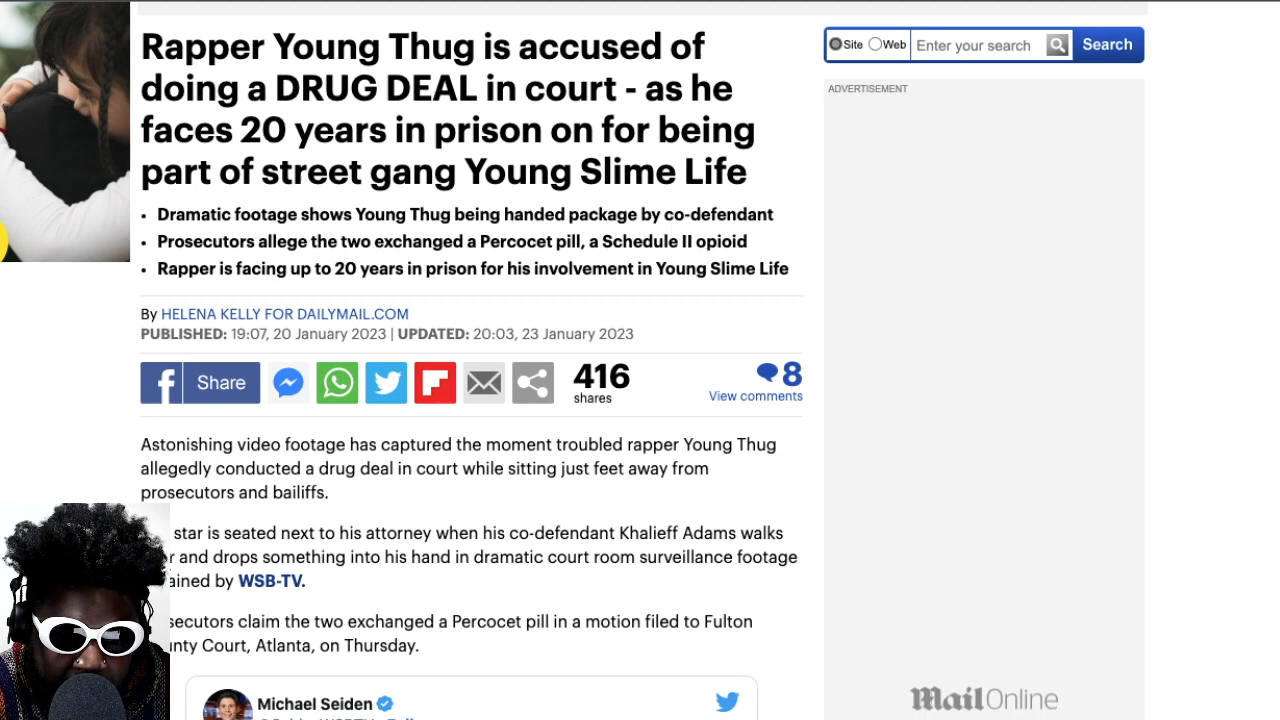 Rapper Young Thug is accused of
doing a DRUG DEAL in court - as he
faces 20 years in prison on for being
part of street gang Young Slime Life
• Dramatic footage shows Young Thug being handed package by co-defendant
• Prosecutors allege the two exchanged a Percocet pill, a Schedule II opioid
• Rapper is facing up to 20 years in prison for his involvement in Young Slime Life
By HELENA KELLY FOR DAILYMAIL.COM
PUBLISHED: 19:07, 20 January 2023 | UPDATED: 20:03, 23 January 2023
Share
416
shares
8
View comments
Astonishing video footage has captured the moment troubled rapper Young Thug
allegedly conducted a drug deal in court while sitting just feet away from
prosecutors and bailiffs.
star is seated next to his attorney when his co-defendant Khalieff Adams walks
and drops something into his hand in dramatic court room surveillance footage
ained by WSB-TV.
secutors claim the two exchanged a Percocet pill in a motion filed to Fulton
nty Court, Atlanta, on Thursday.
Michael Seiden
Site Web Enter your search Search
ADVERTISEMENT
MailOnline